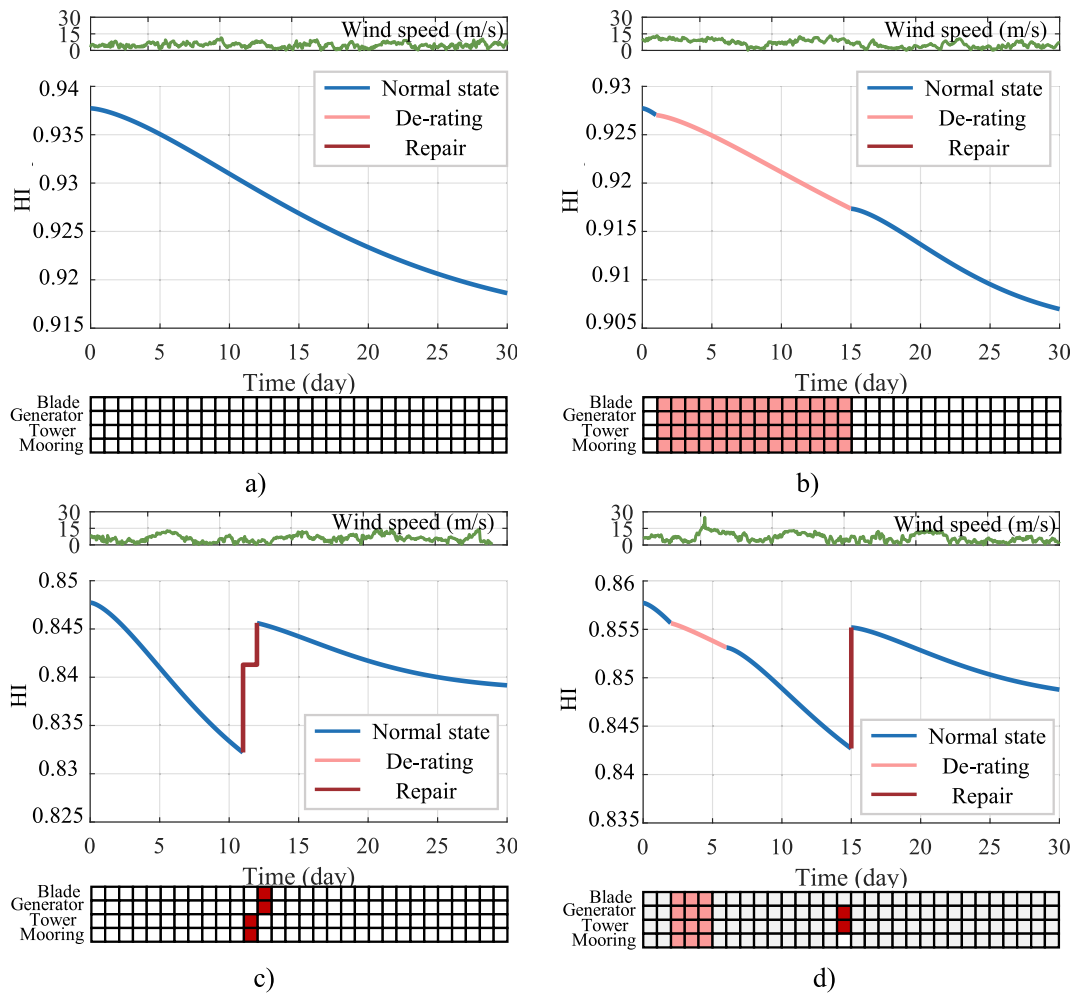 30
15
0
Wind speed (m/s)
0.94
0.935
0.93
0.925
0.92
0.915
HI
Normal state
De-rating
Repair
0 5 10 15 20 25 30
Time (day)
Blade
Generator
Tower
Mooring
a)
30
15
0
Wind speed (m/s)
0.93
0.925
0.92
0.915
0.91
0.905
HI
Normal state
De-rating
Repair
0 5 10 15 20 25 30
Time (day)
Blade
Generator
Tower
Mooring
b)
30
15
0
Wind speed (m/s)
0.85
0.845
0.84
0.835
0.83
0.825
HI
Normal state
De-rating
Repair
0 5 10 15 20 25 30
Time (day)
Blade
Generator
Tower
Mooring
c)
30
15
0
Wind speed (m/s)
0.86
0.855
0.85
0.845
0.84
0.835
HI
Normal state
De-rating
Repair
0 5 10 15 20 25 30
Time (day)
Blade
Generator
Tower
Mooring
d)